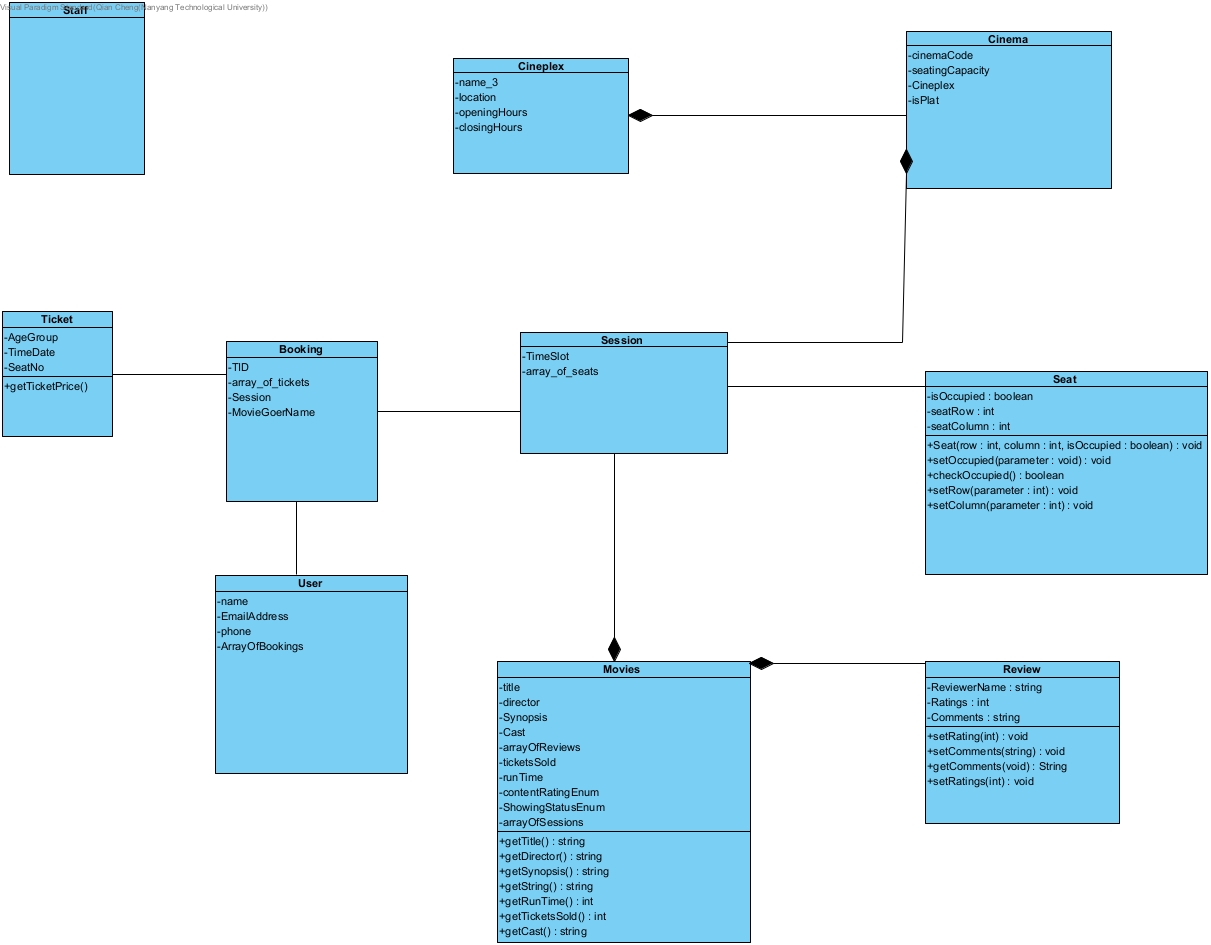 Visual Paradigm Standard(Qian Cheng(Nanyang Technological University))
Staff
Cineplex
-name_3
-location
-openingHours
-closingHours
Cinema
-cinemaCode
-seatingCapacity
-Cineplex
-isPlat
Ticket
-AgeGroup
-TimeDate
-SeatNo
+getTicketPrice()
Booking
-TID
-array_of_tickets
-Session
-MovieGoerName
Session
-TimeSlot
-array_of_seats
Seat
-isOccupied : boolean
-seatRow : int
-seatColumn : int
+Seat(row : int, column : int, isOccupied : boolean) : void
+setOccupied(parameter : void) : void
+checkOccupied() : boolean
+setRow(parameter : int) : void
+setColumn(parameter : int) : void
User
-name
-EmailAddress
-phone
-ArrayOfBookings
Movies
-title
-director
-Synopsis
-Cast
-arrayOfReviews
-ticketsSold
-runTime
-contentRatingEnum
-ShowingStatusEnum
-arrayOfSessions
+getTitle() : string
+getDirector() : string
+getSynopsis() : string
+getString() : string
+getRunTime() : int
+getTicketsSold() : int
+getCast() : string
Review
-ReviewerName : string
-Ratings : int
-Comments : string
+setRating(int) : void
+setComments(string) : void
+getComments(void) : String
+setRatings(int) : void